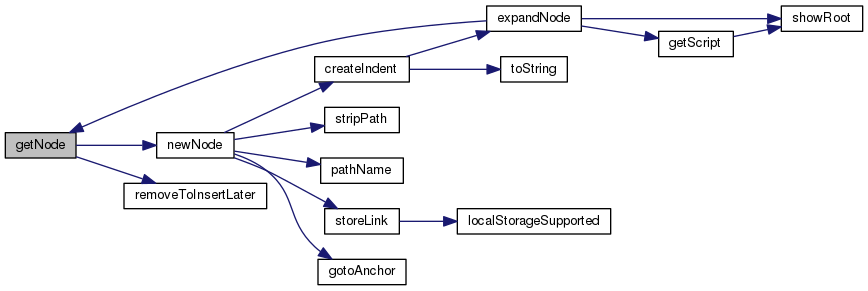 expandNode
showRoot
getScript
createIndent
toString
stripPath
getNode
newNode
pathName
removeToInsertLater
storeLink
localStorageSupported
gotoAnchor